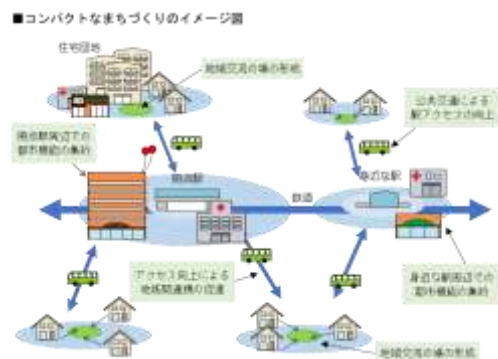 ■コンパクトなまちづくりのイメージ図
住宅団地
地域交流の場の形成
公共交通による
駅アクセスの向上
拠点駅周辺での
都市機能の集約
拠点駅
鉄道
身近な駅
アクセス向上による
地域間連携の促進
身近な駅周辺での
都市機能の集約
地域交流の場の形成